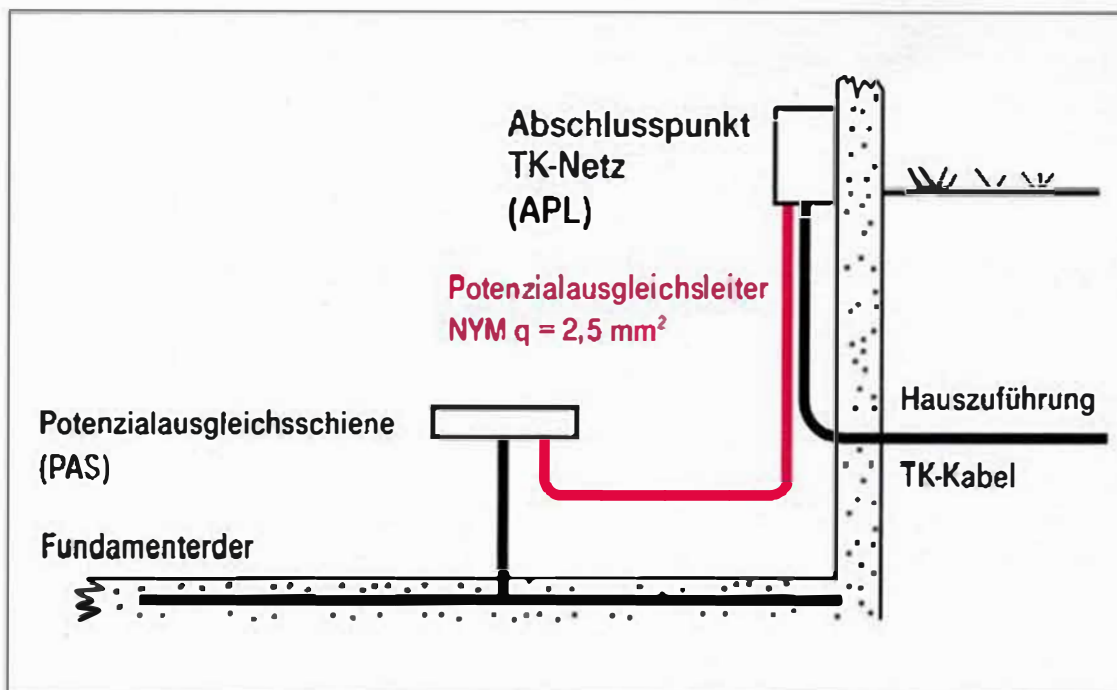 Abschlusspunkt
TK-Netz
(APL)
Potenzialausgleichsleiter
NYM q = 2,5 mm²
Potenzialausgleichsschiene
(PAS)
Hauszuführung
TK-Kabel
Fundamenterder